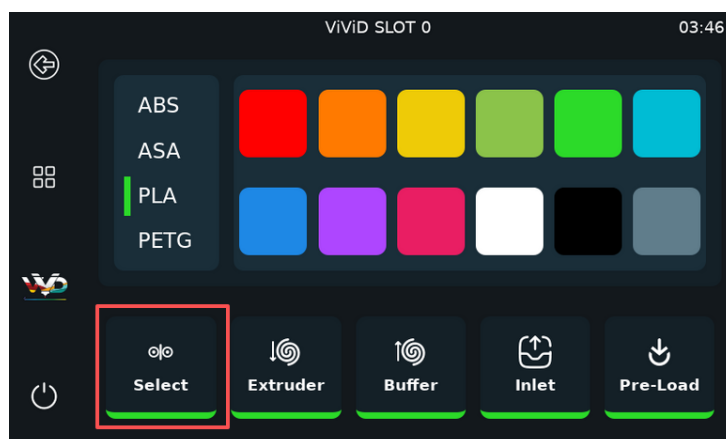 ViViD SLOT 0
03:46
ABS
ASA
PLA
PETG
Select
Extruder
Buffer
Inlet
Pre-Load